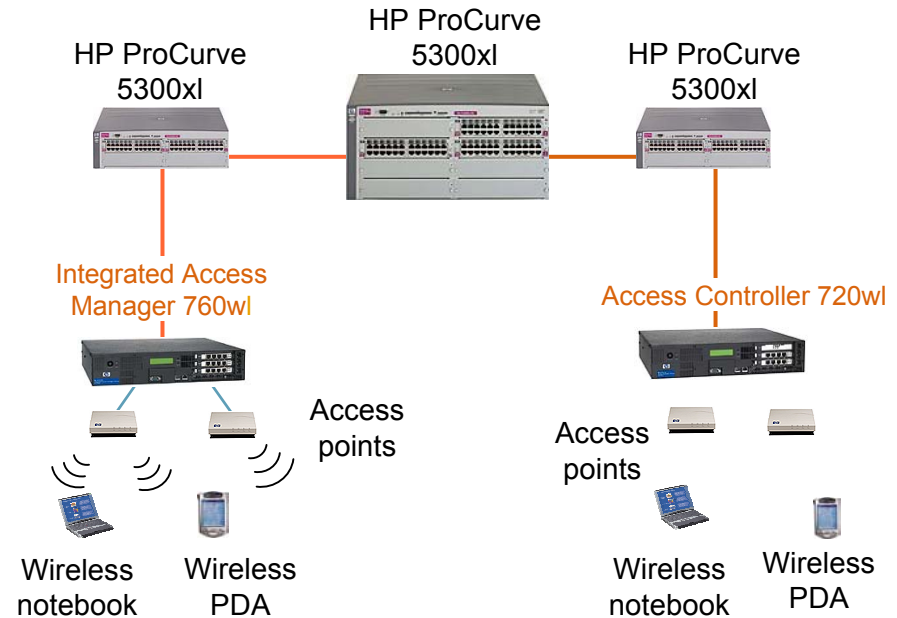 HP ProCurve
5300xl
HP ProCurve
5300xl
HP ProCurve
5300xl
Integrated Access
Manager 760wl
Access Controller 720wl
Access
points
Access
points
Wireless
notebook
Wireless
PDA
Wireless
notebook
Wireless
PDA